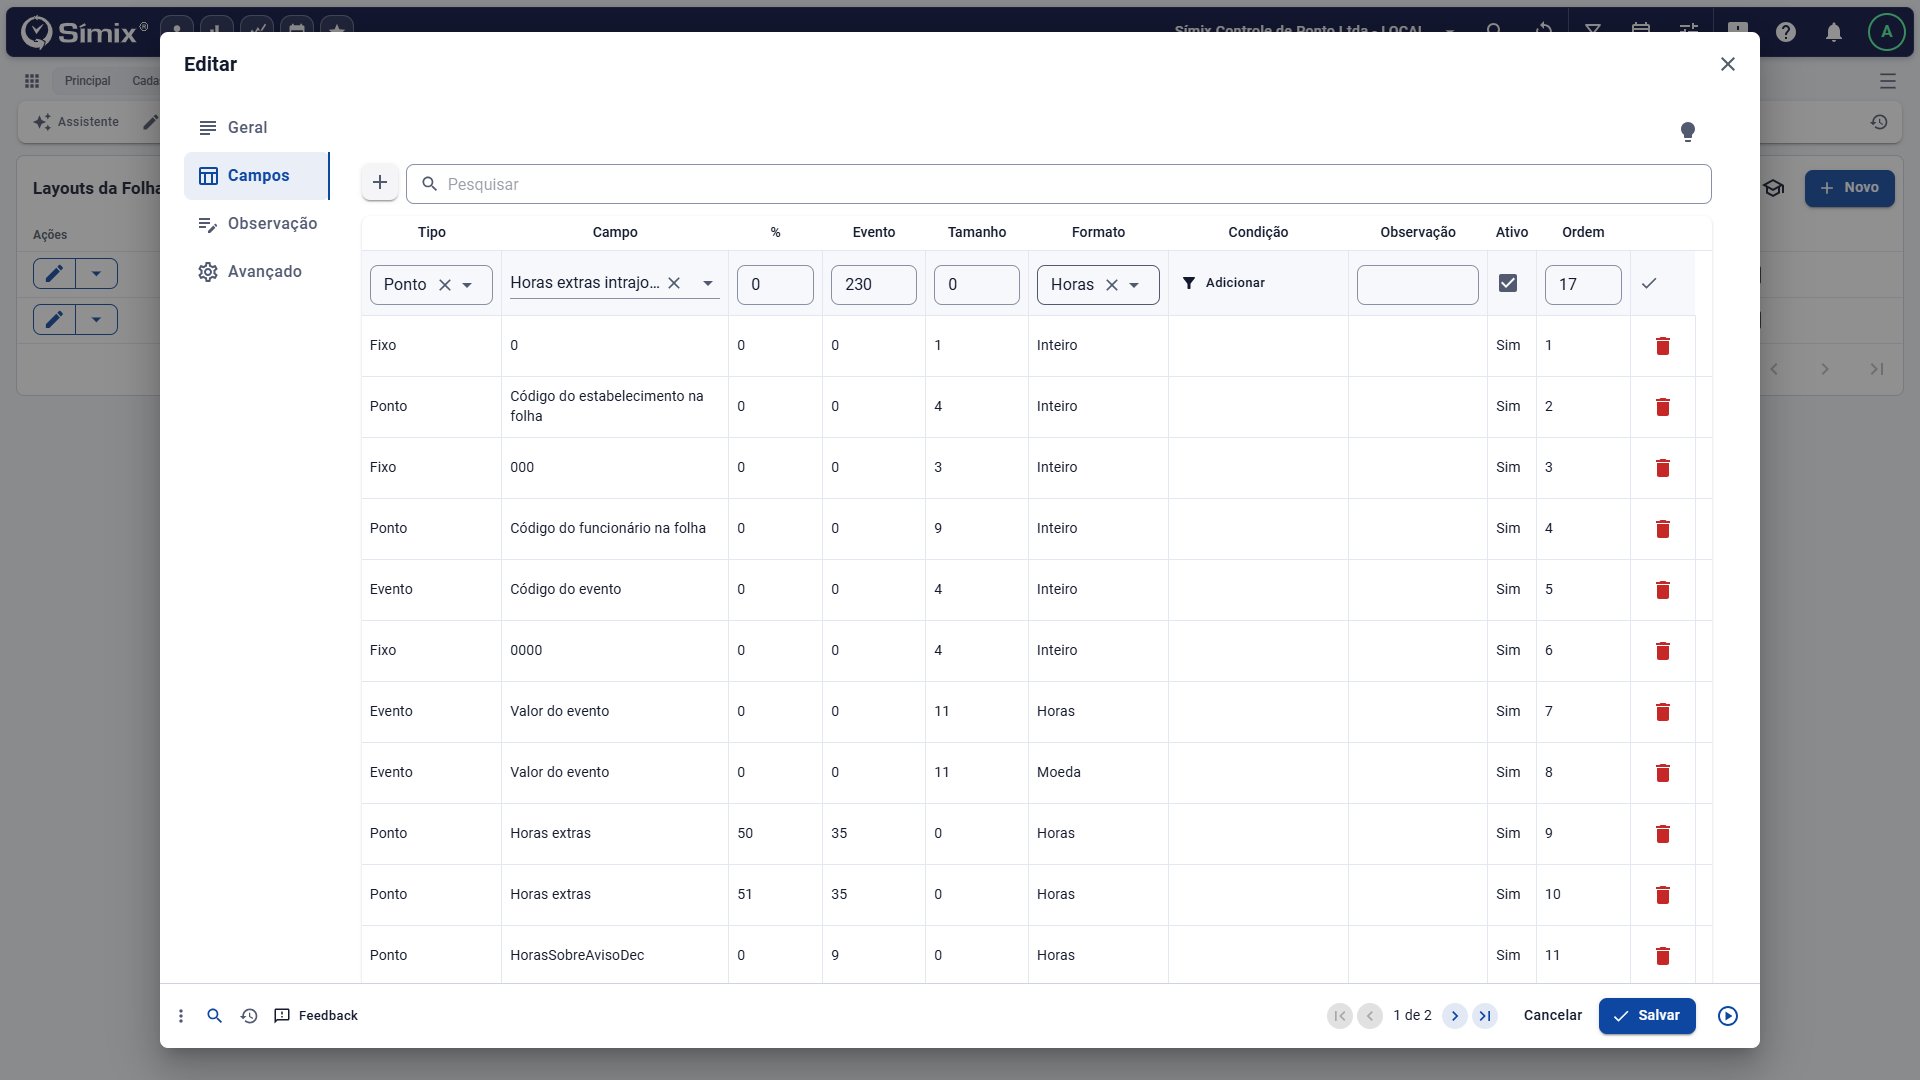 Símix®
Editar
Principal
Assistente
Layouts da Folha
Novo
Ações
Geral
Campos
Observação
Avançado
Pesquisar
Tipo Campo % Evento Tamanho Formato Condição Observação Ativo Ordem
Ponto Horas extras intrajo... 0 230 0 Horas Adicionar 17
Fixo 0 0 0 1 Inteiro Sim 1
Ponto Código do estabelecimento na
folha 0 0 4 Inteiro Sim 2
Fixo 000 0 0 3 Inteiro Sim 3
Ponto Código do funcionário na folha 0 0 9 Inteiro Sim 4
Evento Código do evento 0 0 4 Inteiro Sim 5
Fixo 0000 0 0 4 Inteiro Sim 6
Evento Valor do evento 0 0 11 Horas Sim 7
Evento Valor do evento 0 0 11 Moeda Sim 8
Ponto Horas extras 50 35 0 Horas Sim 9
Ponto Horas extras 51 35 0 Horas Sim 10
Ponto HorasSobreAvisoDec 0 9 0 Horas Sim 11
Feedback
1 de 2
Cancelar
Salvar
A